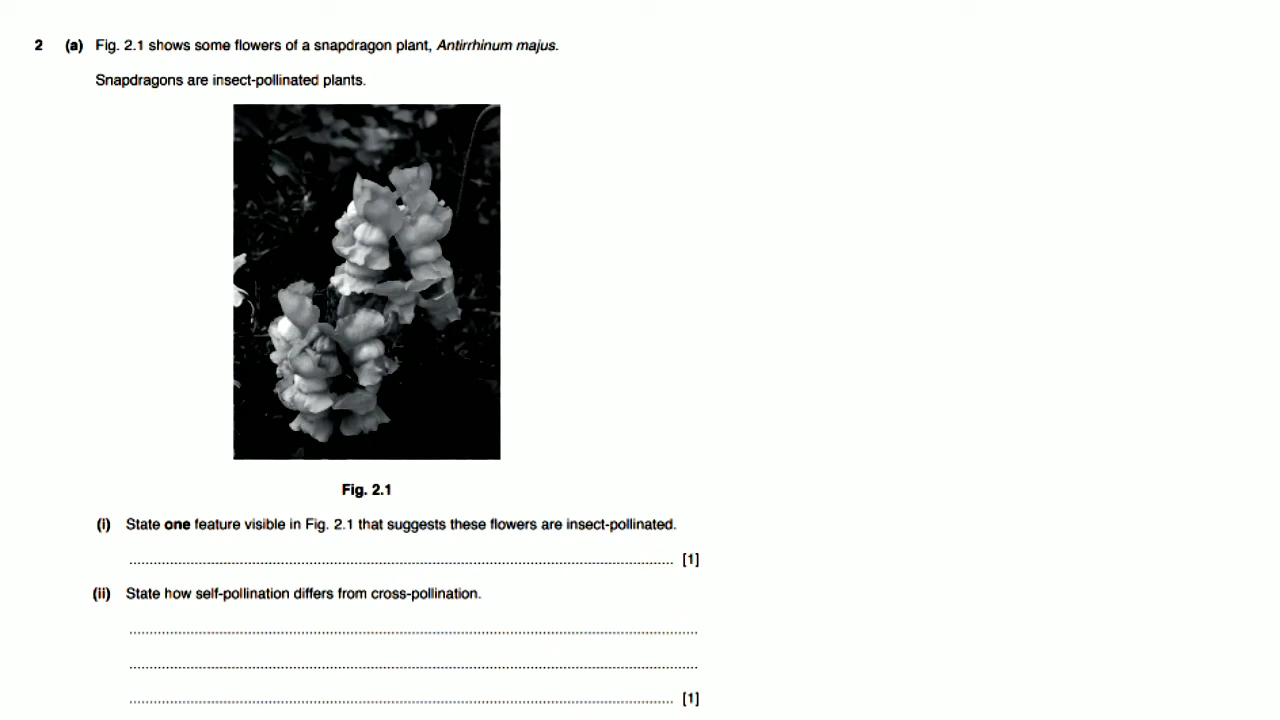 2 (a) Fig. 2.1 shows some flowers of a snapdragon plant, Antirrhinum majus.
Snapdragons are insect-pollinated plants.
Fig. 2.1
(i) State one feature visible in Fig. 2.1 that suggests these flowers are insect-pollinated.
.......................................................................................................................................... [1]
(ii) State how self-pollination differs from cross-pollination.
................................................................................................................................................
................................................................................................................................................
.......................................................................................................................................... [1]